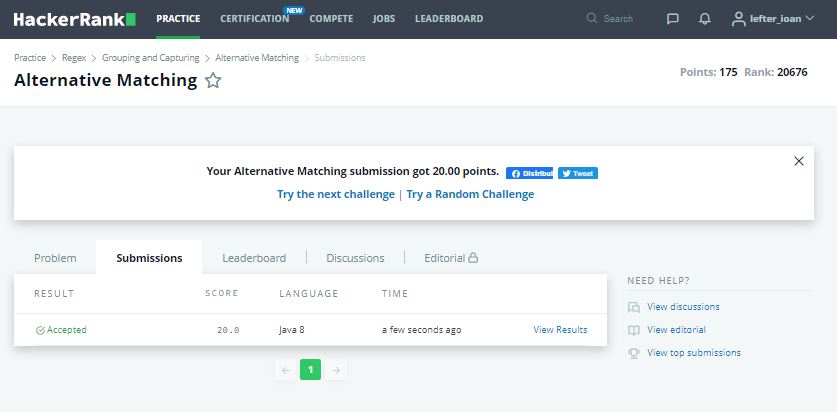 HackerRank PRACTICE CERTIFICATION NEW COMPETE JOBS LEADERBOARD Search lefter_ioan
Practice > Regex > Grouping and Capturing > Alternative Matching > Submissions
Alternative Matching
Points: 175 Rank: 20676
Your Alternative Matching submission got 20.00 points. Distribui Tweet
Try the next challenge | Try a Random Challenge
Problem Submissions Leaderboard Discussions Editorial
RESULT SCORE LANGUAGE TIME
Accepted 20.0 Java 8 a few seconds ago View Results
1
NEED HELP?
View discussions
View editorial
View top submissions